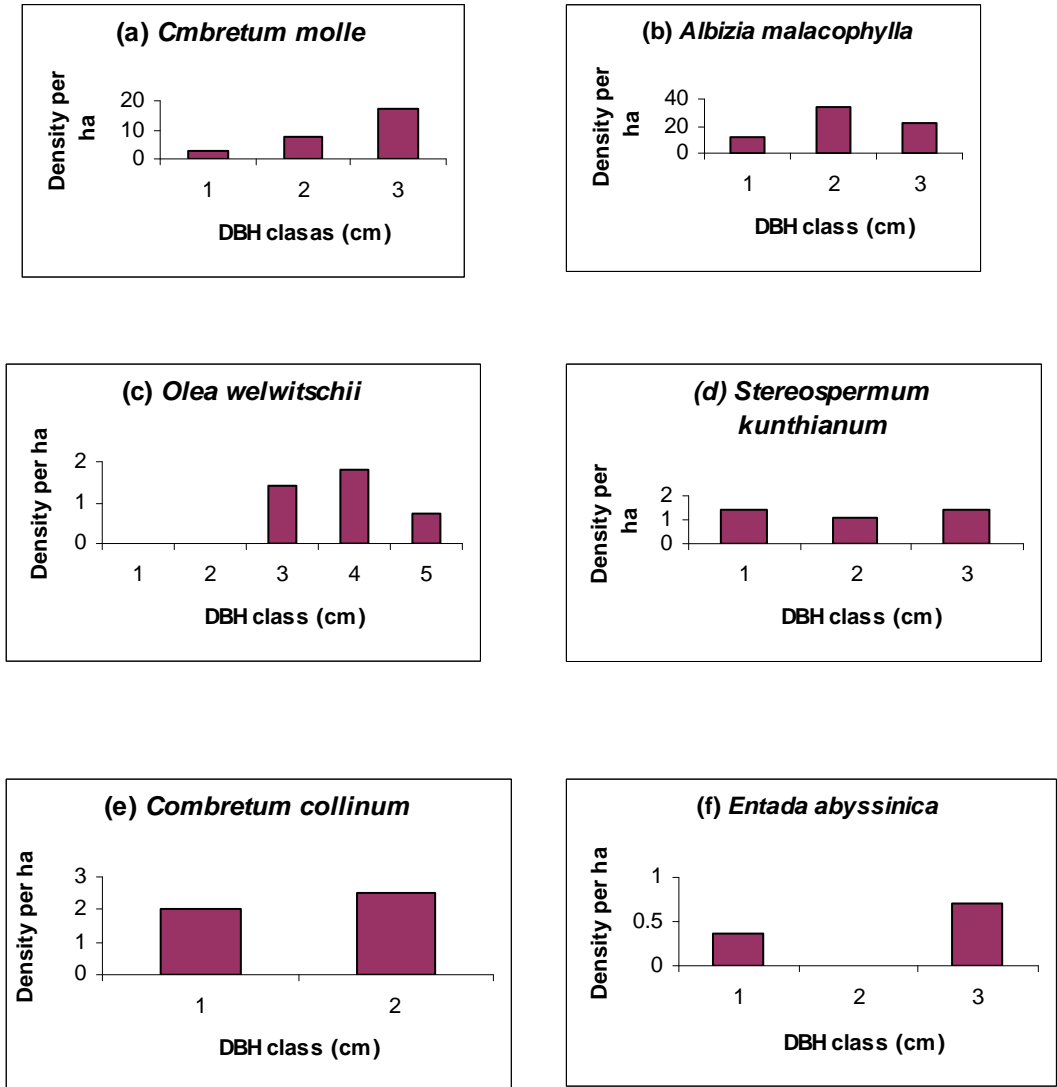 (a) Cmbretum molle
Density per
ha
20
10
0
1 2 3
DBH clasas (cm)
(b) Albizia malacophylla
Density per
ha
40
20
0
1 2 3
DBH class (cm)
(c) Olea welwitschii
Density per ha
2
1
0
1 2 3 4 5
DBH class (cm)
(d) Stereospermum
kunthianum
Density per
ha
2
1
0
1 2 3
DBH class (cm)
(e) Combretum collinum
Density per ha
3
2
1
0
1 2
DBH class (cm)
(f) Entada abyssinica
Density per ha
1
0.5
0
1 2 3
DBH class (cm)